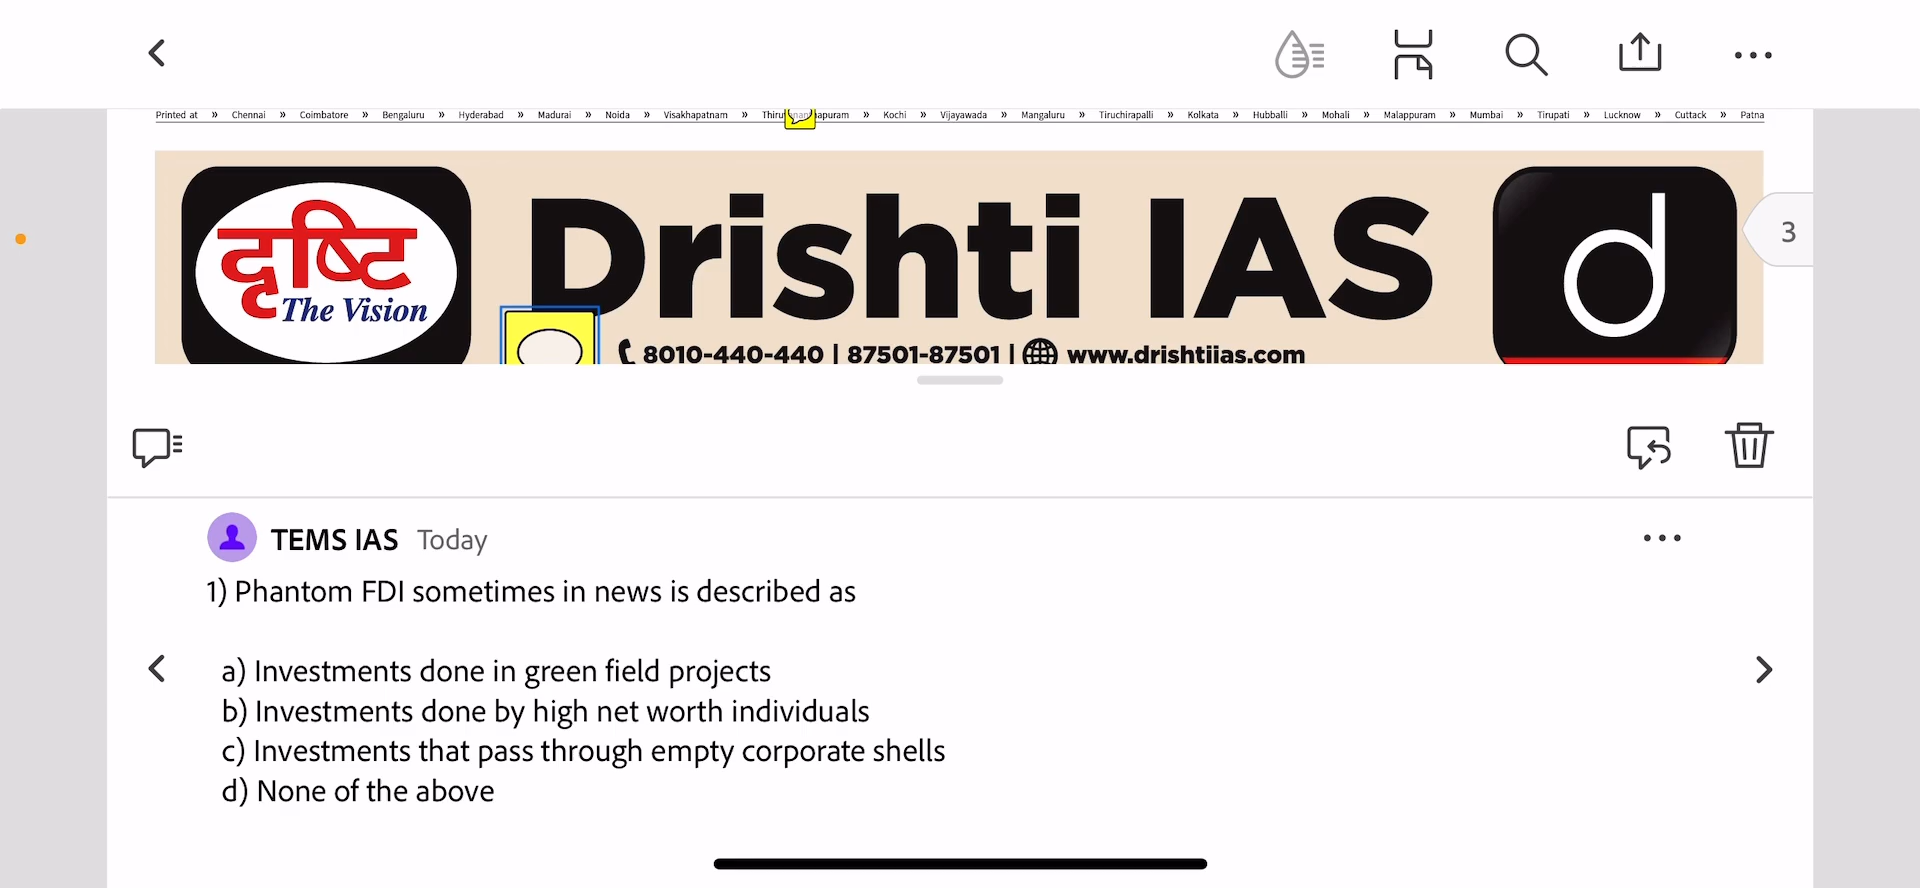 Printed at » Chennai » Coimbatore » Bengaluru » Hyderabad » Madurai » Noida » Visakhapatnam » » Kochi » Vijayawada » Mangaluru » Tiruchirapalli » Kolkata » Hubballi » Mohali » Malappuram » Mumbai » Tirupati » Lucknow » Cuttack » Patna
दृष्टि
The Vision
Drishti IAS
d
3
8010-440-440 | 87501-87501 | www.drishtiias.com
TEMS IAS Today
1) Phantom FDI sometimes in news is described as
a) Investments done in green field projects
b) Investments done by high net worth individuals
c) Investments that pass through empty corporate shells
d) None of the above